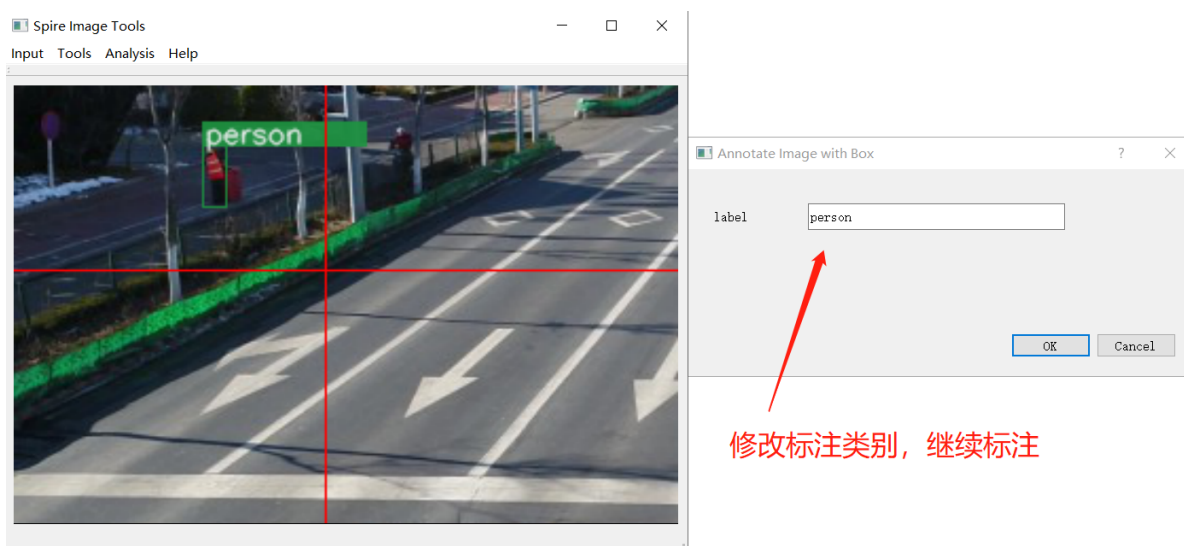 Spire Image Tools
Input Tools Analysis Help
person
Annotate Image with Box
?
label
person
OK
Cancel
修改标注类别，继续标注